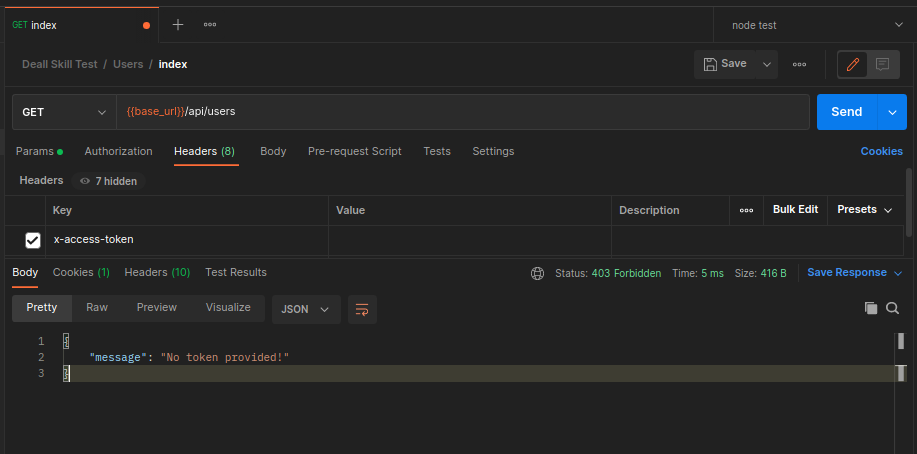 GET index
node test
Deall Skill Test / Users / index
Save
GET {{base_url}}/api/users
Send
Params Authorization Headers (8) Body Pre-request Script Tests Settings Cookies
Headers 7 hidden
Key Value Description Bulk Edit Presets
x-access-token
Body Cookies (1) Headers (10) Test Results Status: 403 Forbidden Time: 5 ms Size: 416 B Save Response
Pretty Raw Preview Visualize JSON
1 {
2 "message": "No token provided!"
3 }